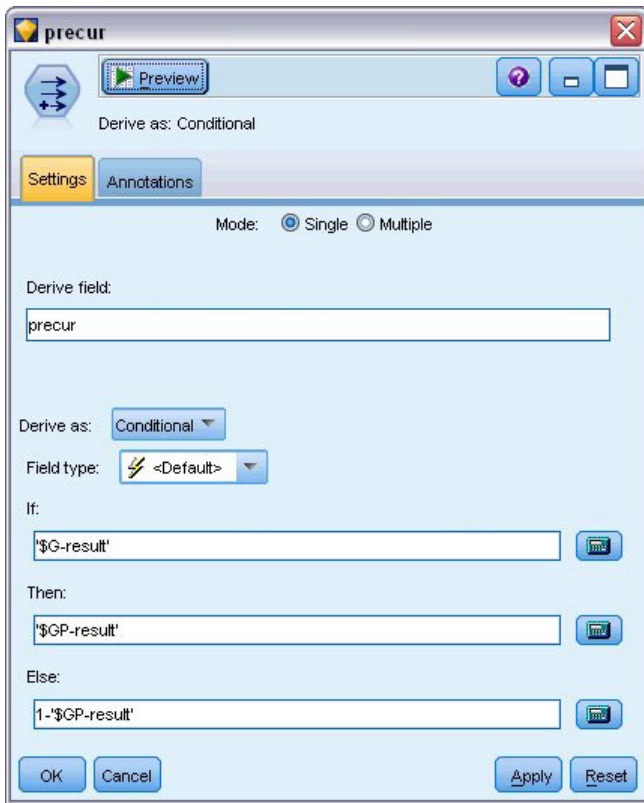 precur
Preview
Derive as: Conditional
Settings Annotations
Mode: Single Multiple
Derive field:
precur
Derive as: Conditional
Field type: <Default>
If:
'$G-result'
Then:
'$GP-result'
Else:
1-'$GP-result'
OK Cancel Apply Reset